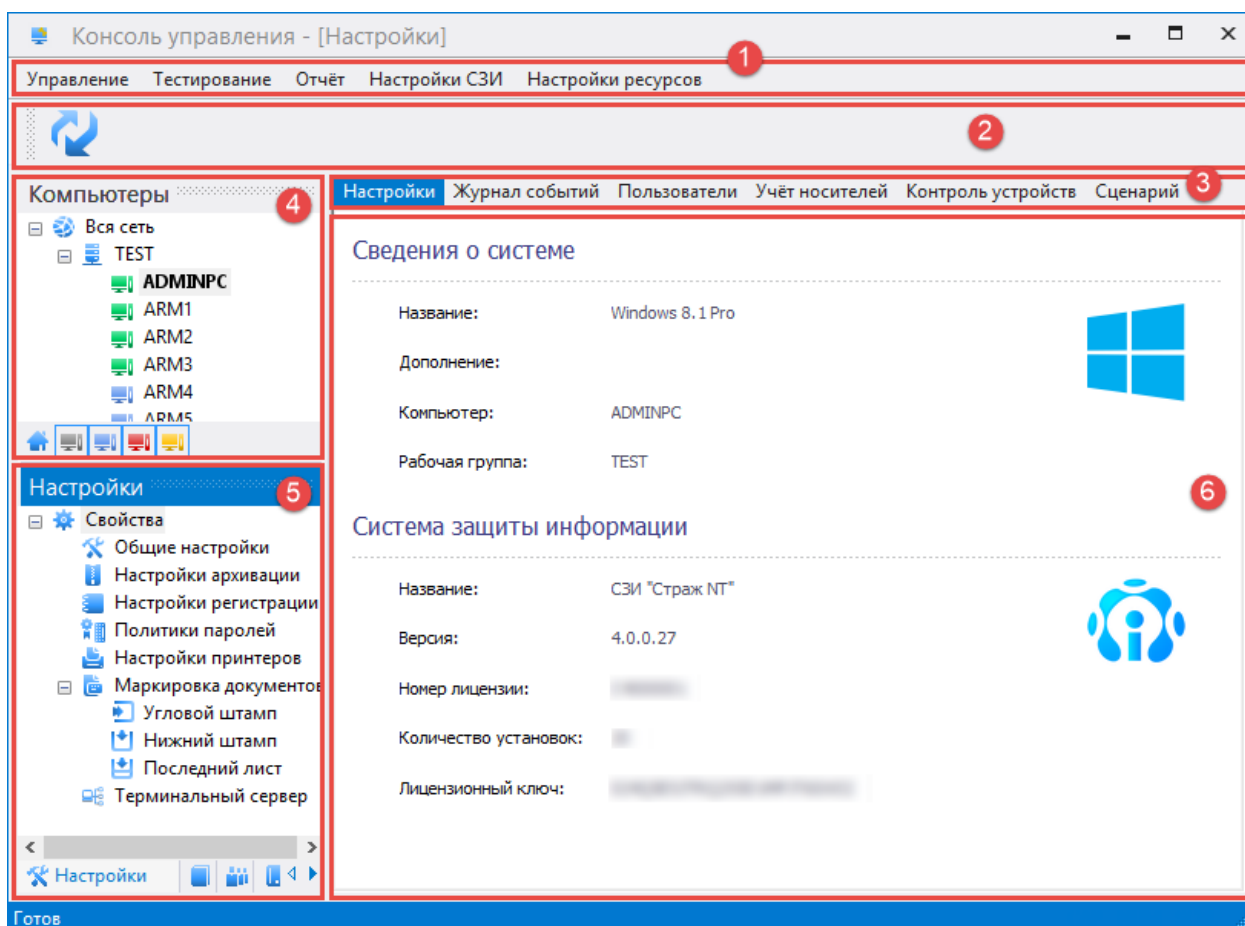 Консоль управления - [Настройки]
1
Управление Тестирование Отчёт Настройки СЗИ Настройки ресурсов
2
Компьютеры
4
Вся сеть
TEST
ADMINPC
ARM1
ARM2
ARM3
ARM4
ARM5
Настройки
5
Свойства
Общие настройки
Настройки архивации
Настройки регистрации
Политики паролей
Настройки принтеров
Маркировка документов
Угловой штамп
Нижний штамп
Последний лист
Терминальный сервер
Настройки
Настройки Журнал событий Пользователи Учёт носителей Контроль устройств Сценарий
3
Сведения о системе
Название: Windows 8.1 Pro
Дополнение:
Компьютер: ADMINPC
Рабочая группа: TEST
6
Система защиты информации
Название: СЗИ "Страж NT"
Версия: 4.0.0.27
Номер лицензии:
Количество установок:
Лицензионный ключ:
Готов